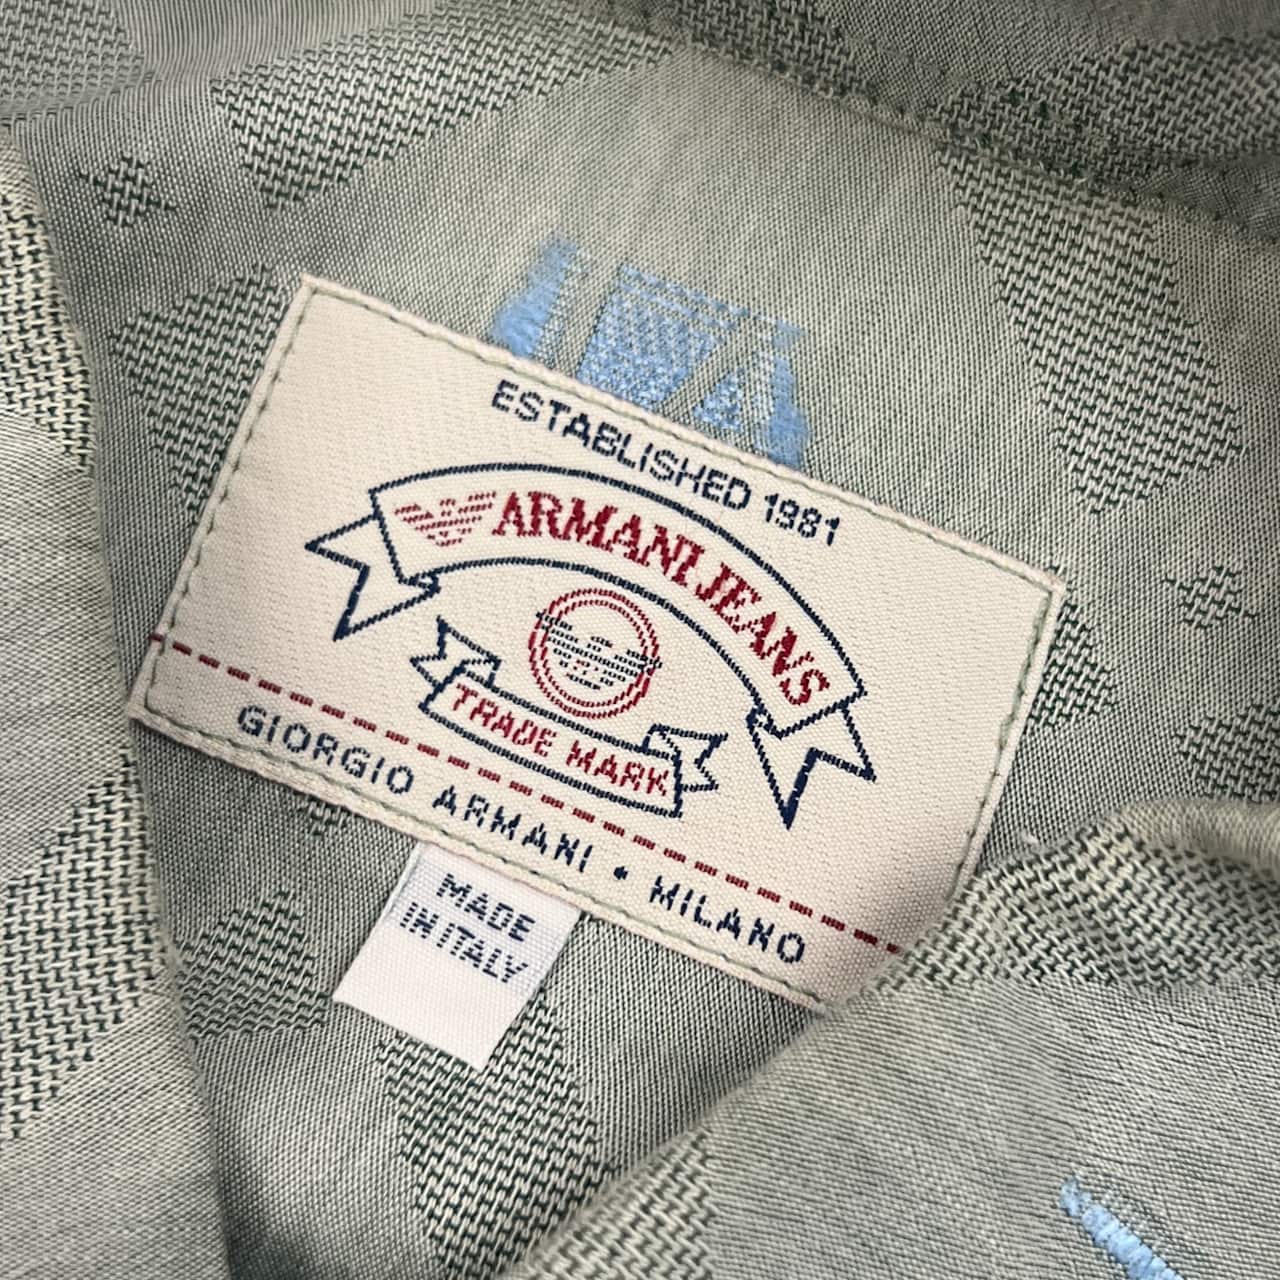 ESTABLISHED 1981
ARMANI JEANS
TRADE MARK
GIORGIO ARMANI • MILANO
MADE
IN ITALY